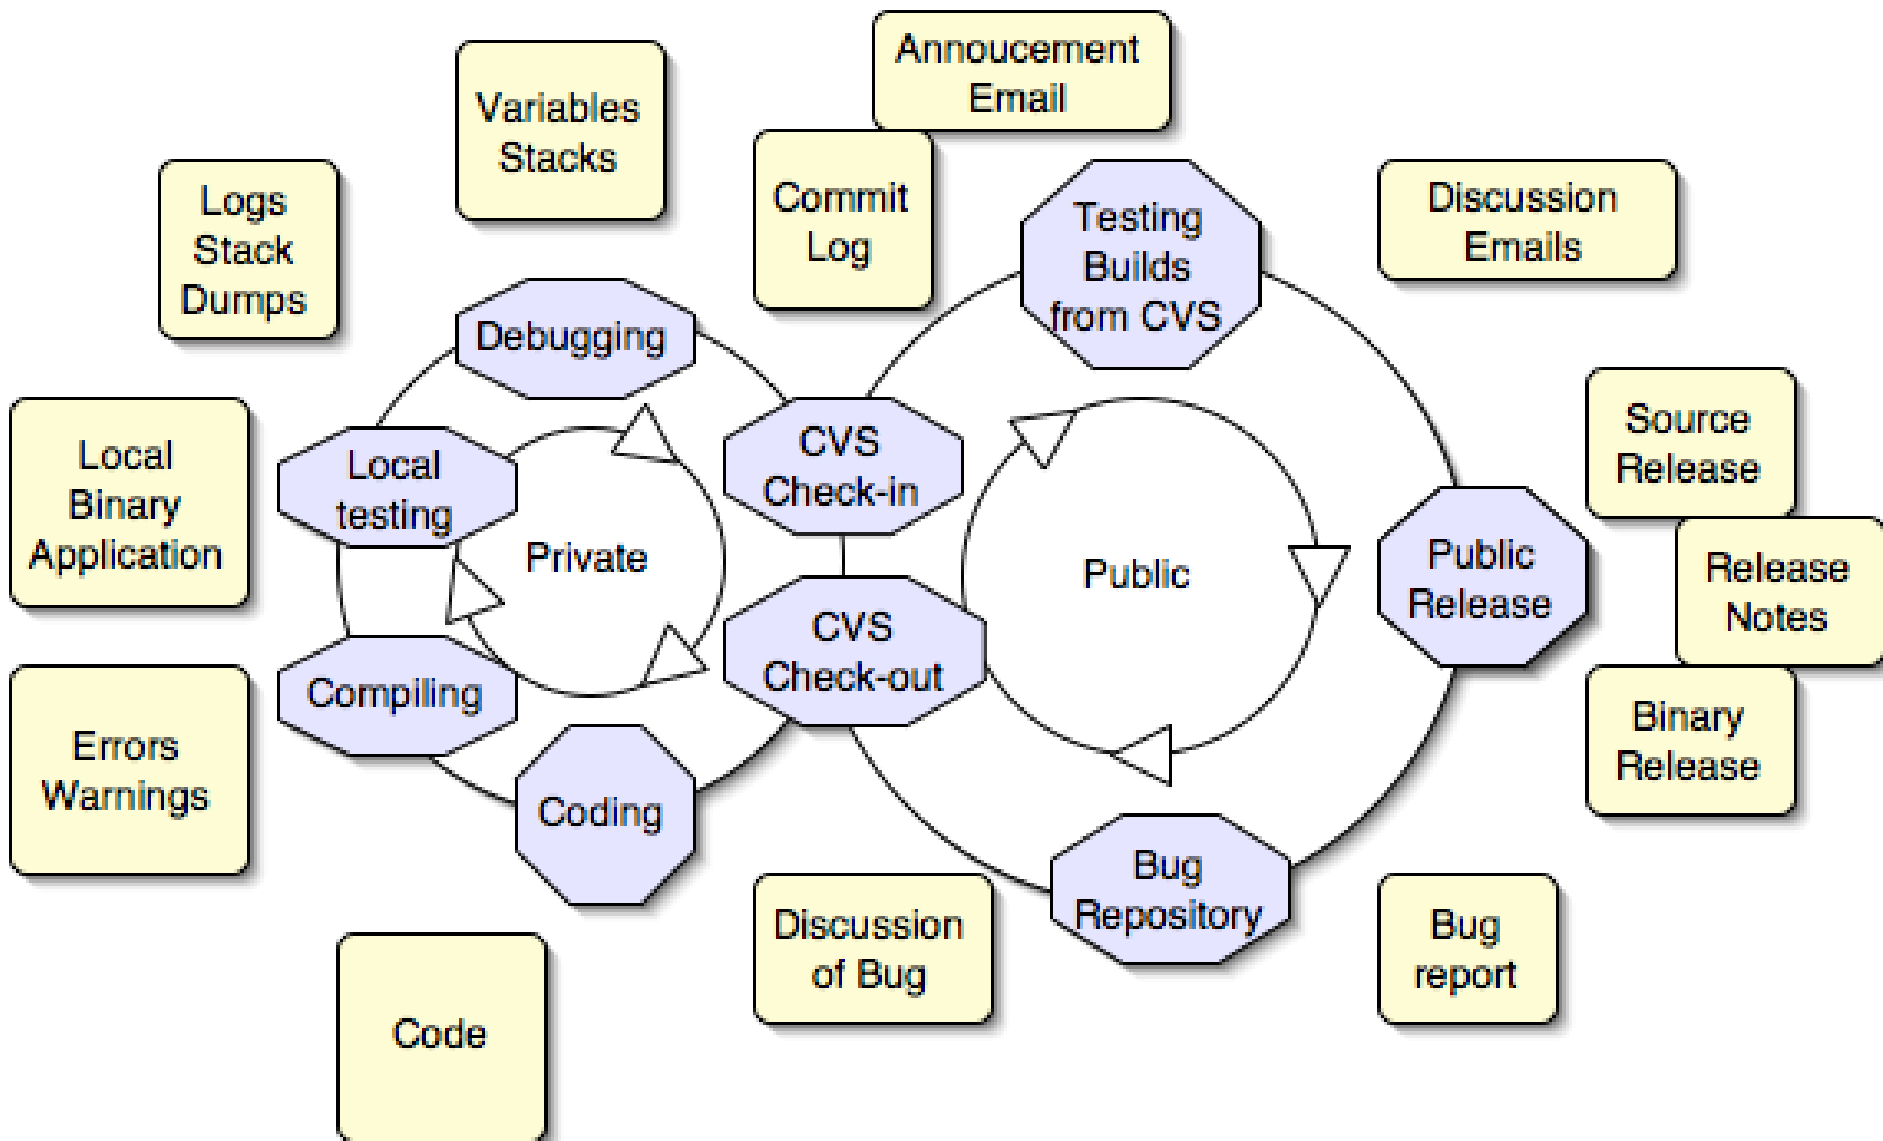 Annoucement
Email
Variables
Stacks
Commit
Log
Logs
Stack
Dumps
Testing
Builds
from CVS
Discussion
Emails
Debugging
Local
Binary
Application
Local
testing
CVS
Check-in
Source
Release
Private
Public
Public
Release
Release
Notes
CVS
Check-out
Compiling
Errors
Warnings
Binary
Release
Coding
Bug
Repository
Discussion
of Bug
Bug
report
Code